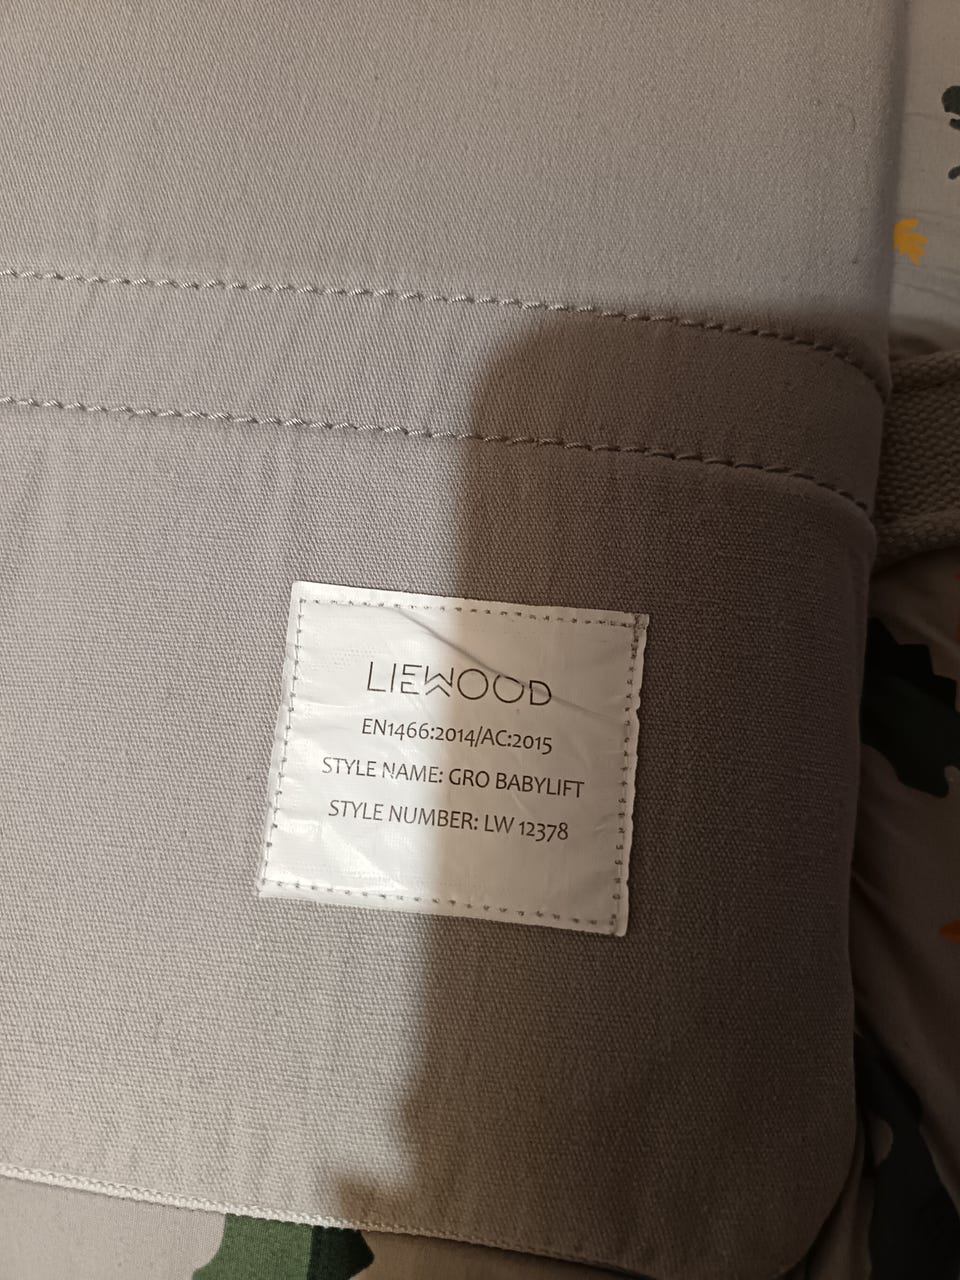 LIEWOOD
EN1466:2014/AC:2015
STYLE NAME: GRO BABYLIFT
STYLE NUMBER: LW 12378